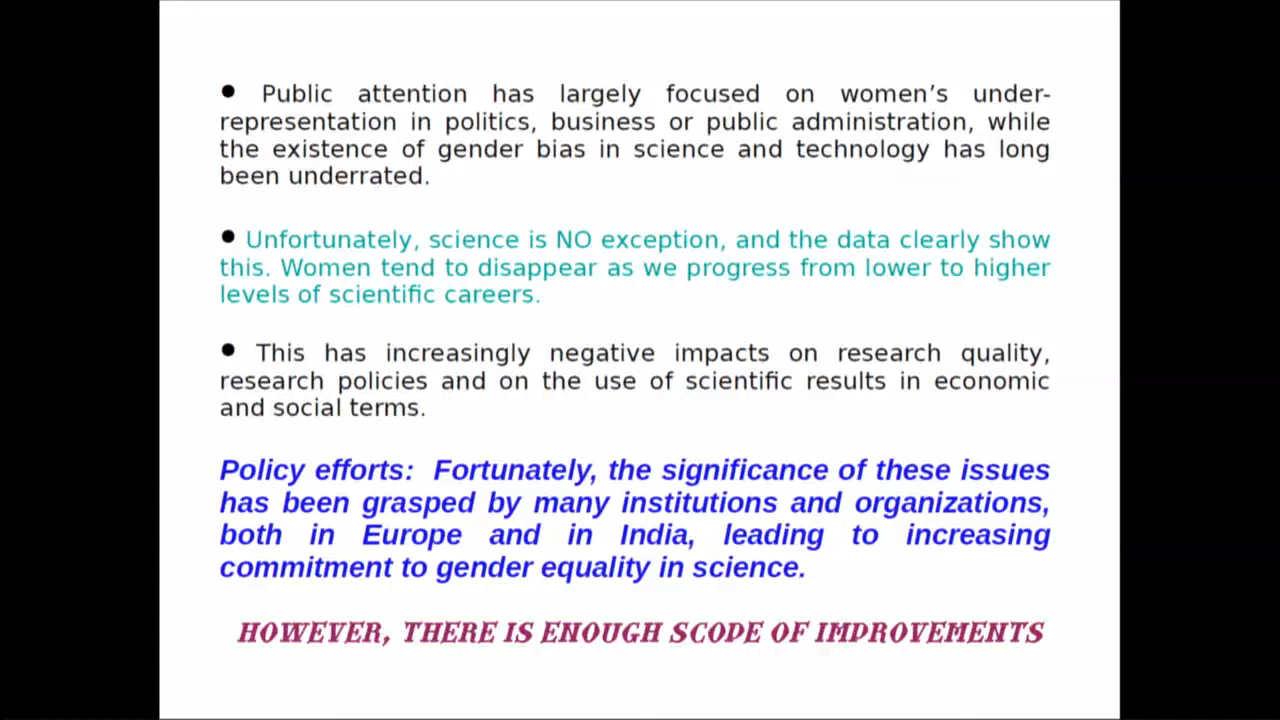 ● Public attention has largely focused on women’s under-
representation in politics, business or public administration, while
the existence of gender bias in science and technology has long
been underrated.
● Unfortunately, science is NO exception, and the data clearly show
this. Women tend to disappear as we progress from lower to higher
levels of scientific careers.
● This has increasingly negative impacts on research quality,
research policies and on the use of scientific results in economic
and social terms.
Policy efforts: Fortunately, the significance of these issues
has been grasped by many institutions and organizations,
both in Europe and in India, leading to increasing
commitment to gender equality in science.
HOWEVER, THERE IS ENOUGH SCOPE OF IMPROVEMENTS